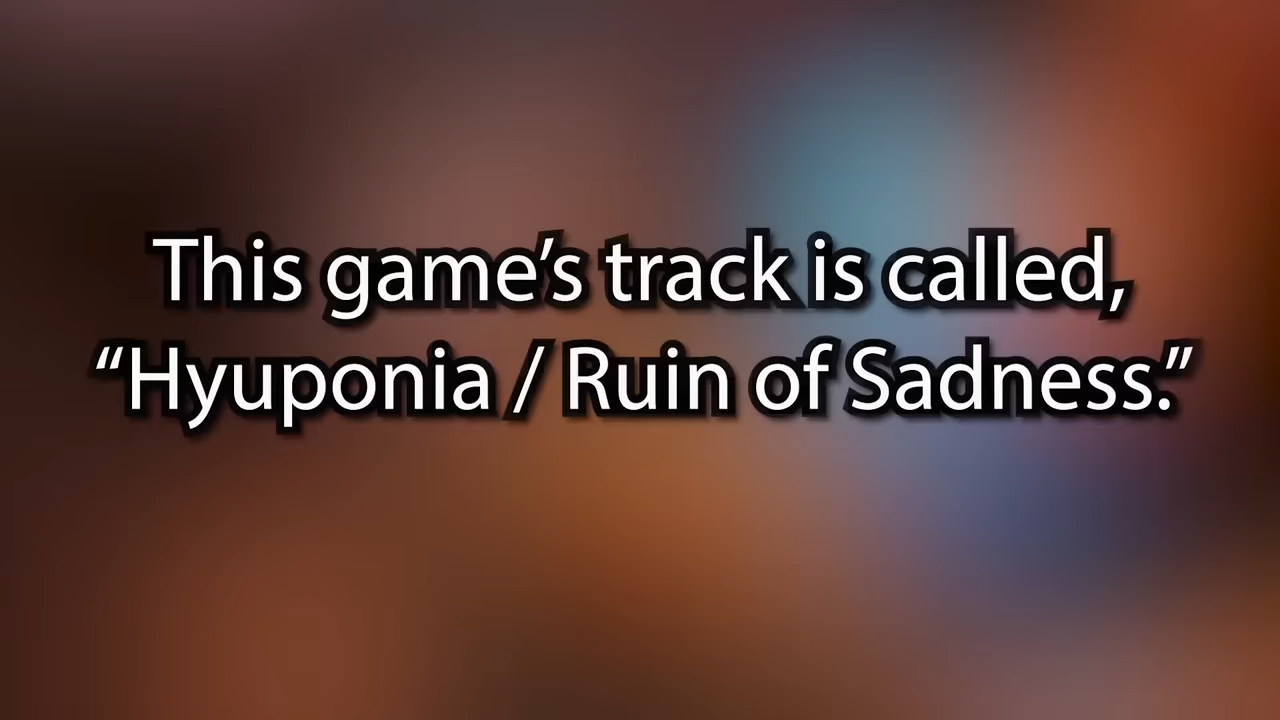 This game’s track is called,
“Hyuponia / Ruin of Sadness.”